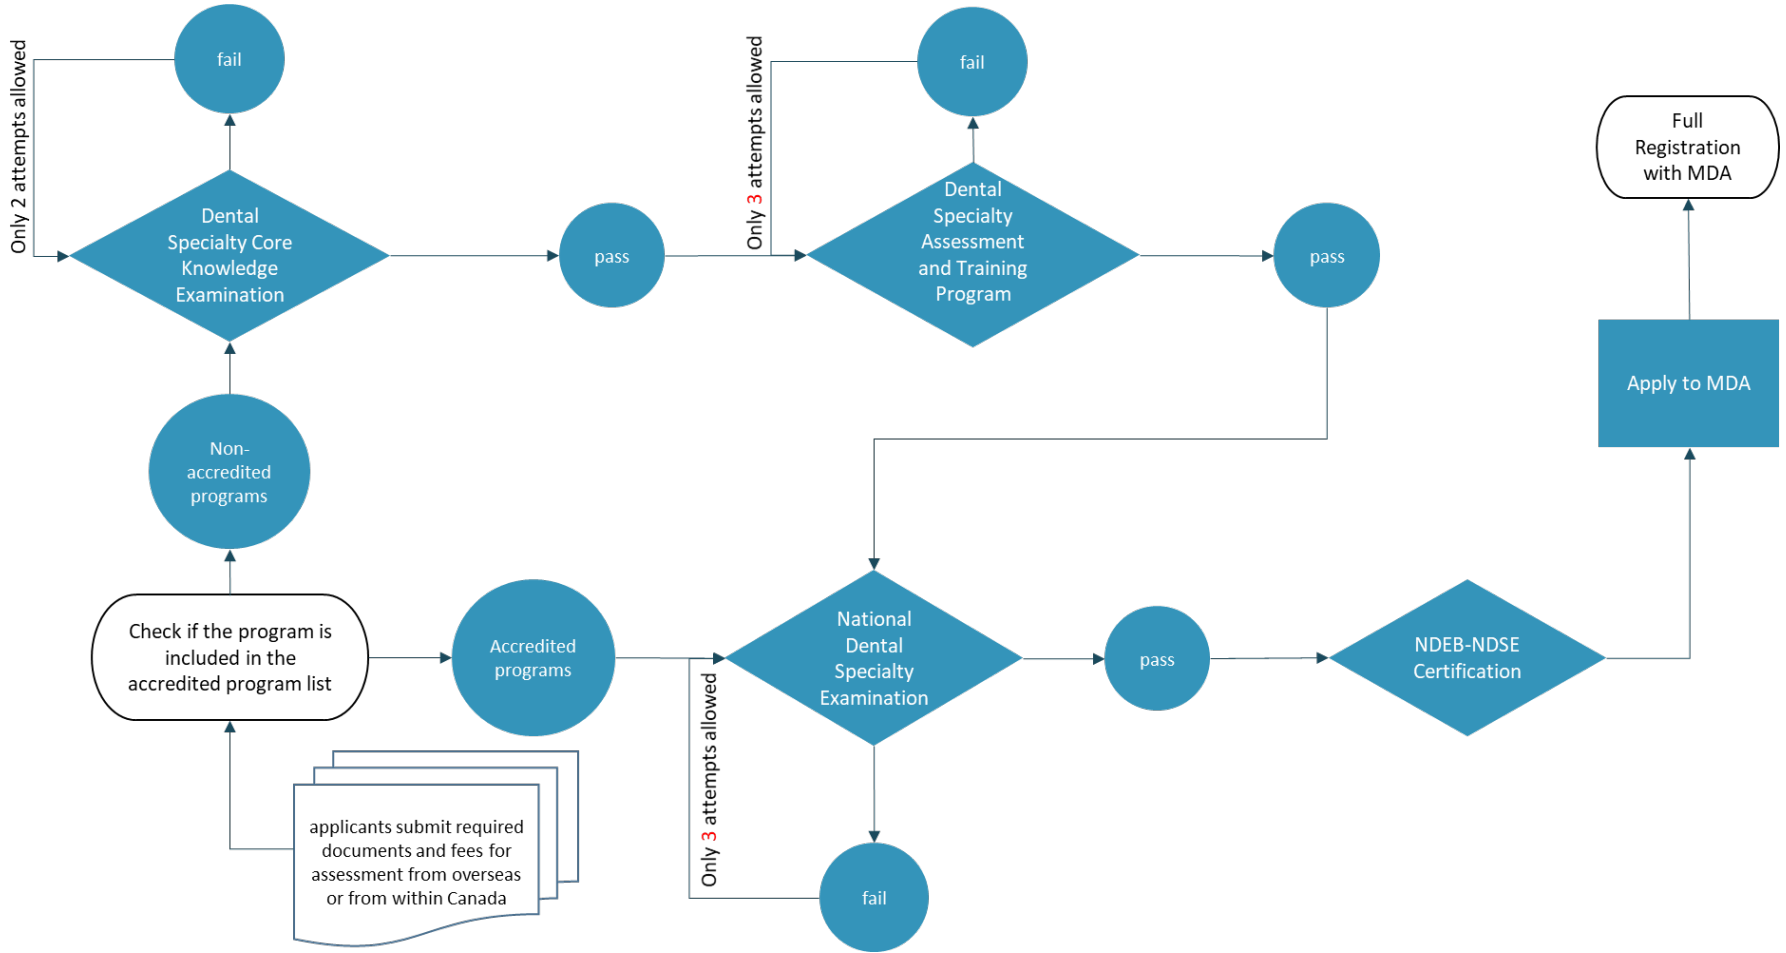 fail
Only 2 attempts allowed
Dental
Specialty Core
Knowledge
Examination
pass
fail
Only 3 attempts allowed
Dental
Specialty
Assessment
and Training
Program
pass
Full
Registration
with MDA
Apply to MDA
Non-
accredited
programs
Check if the program is
included in the
accredited program list
Accredited
programs
National
Dental
Specialty
Examination
Only 3 attempts allowed
pass
NDEB-NDSE
Certification
applicants submit required
documents and fees for
assessment from overseas
or from within Canada
fail